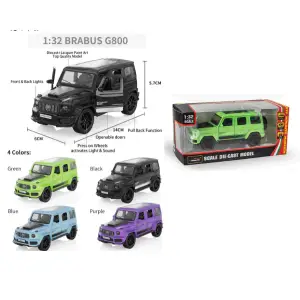 1:32 BRABUS G800
Diecast+Lacquer Paint Art
Top Quality Model
Front & Back Lights
5.7CM
6CM
14CM
Openable doors
Pull Back Function
Press on Wheels
activates Light & Sound
4 Colors:
Green
Black
Blue
Purple
1:32
SCALE DIE-CAST MODEL